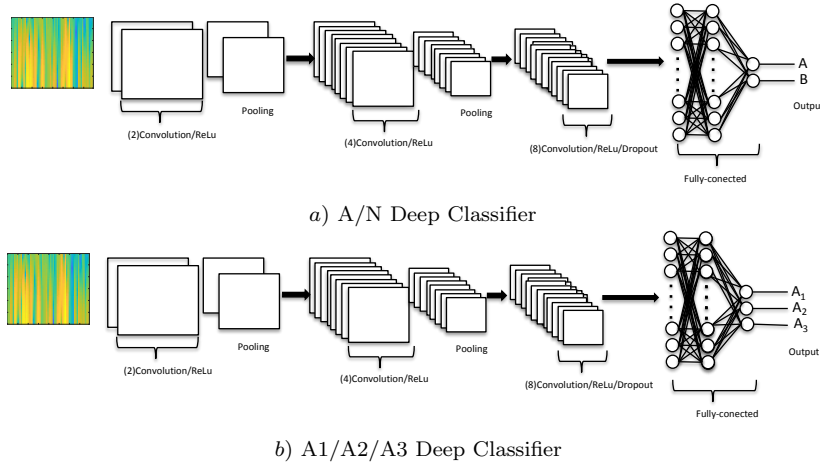 A
B
Output
Pooling
Pooling
(2)Convolution/ReLu
(4)Convolution/ReLu
(8)Convolution/ReLu/Dropout
Fully-conected
a) A/N Deep Classifier
A1
A2
A3
Output
Pooling
Pooling
(2)Convolution/ReLu
(4)Convolution/ReLu
(8)Convolution/ReLu/Dropout
Fully-conected
b) A1/A2/A3 Deep Classifier